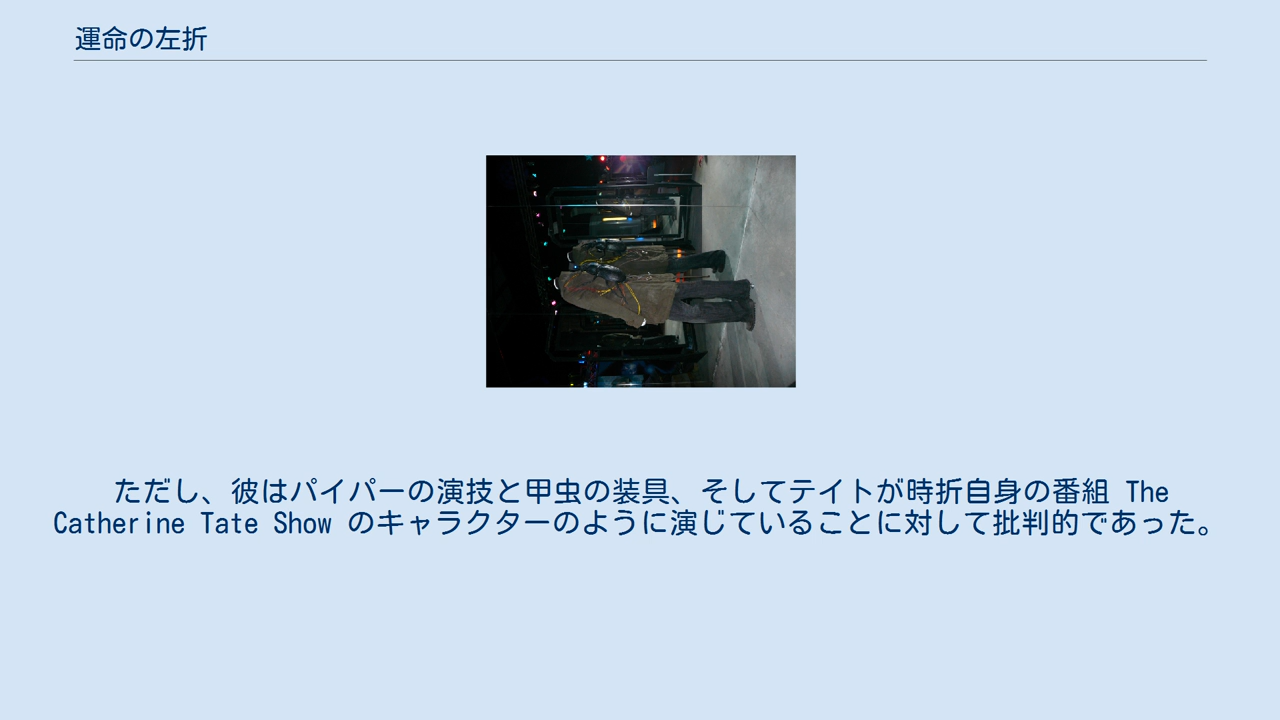 運命の左折
ただし、彼はパイパーの演技と甲虫の装具、そしてテイトが時折自身の番組 The
Catherine Tate Show のキャラクターのように演じていることに対して批判的であった。